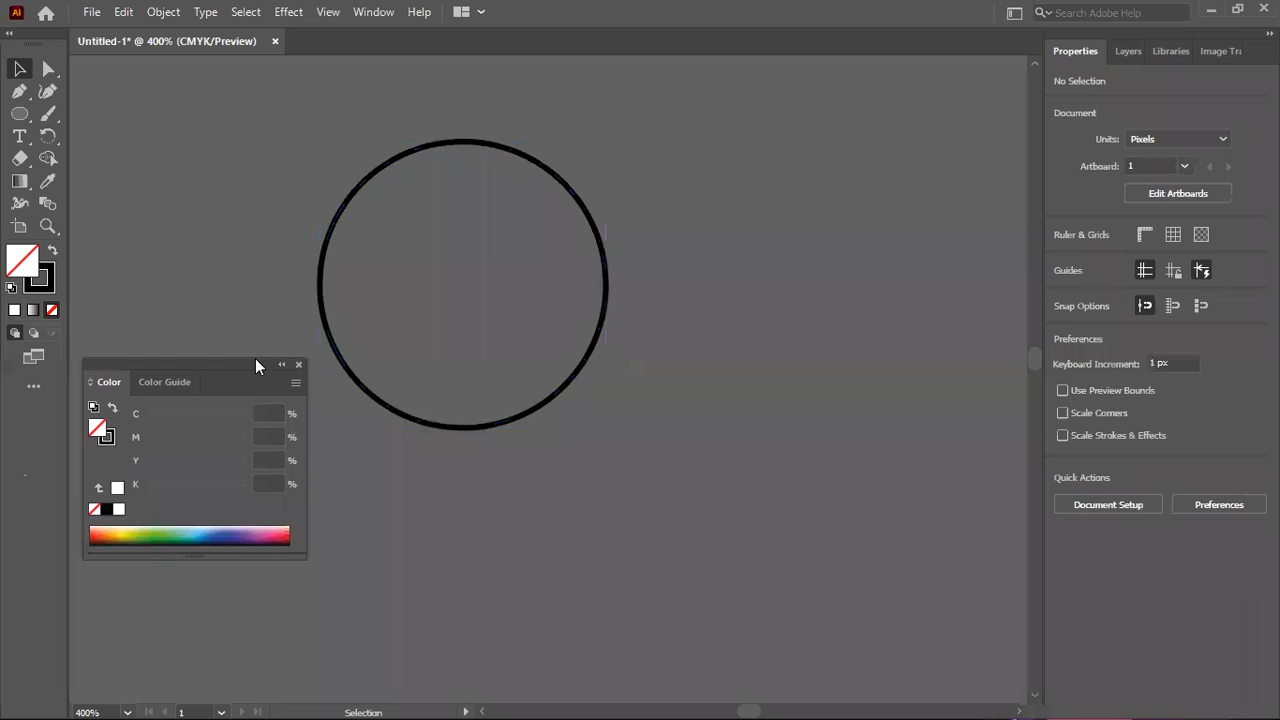 Ai File Edit Object Type Select Effect View Window Help Search Adobe Help
Untitled-1* @ 400% (CMYK/Preview)
Properties Layers Libraries Image Tra
No Selection
Document
Units: Pixels
Artboard: 1
Edit Artboards
Ruler & Grids
Guides
Snap Options
Preferences
Keyboard Increment: 1 px
Use Preview Bounds
Scale Corners
Scale Strokes & Effects
Quick Actions
Document Setup Preferences
Color Color Guide
C %
M %
Y %
K %
400% 1 Selection